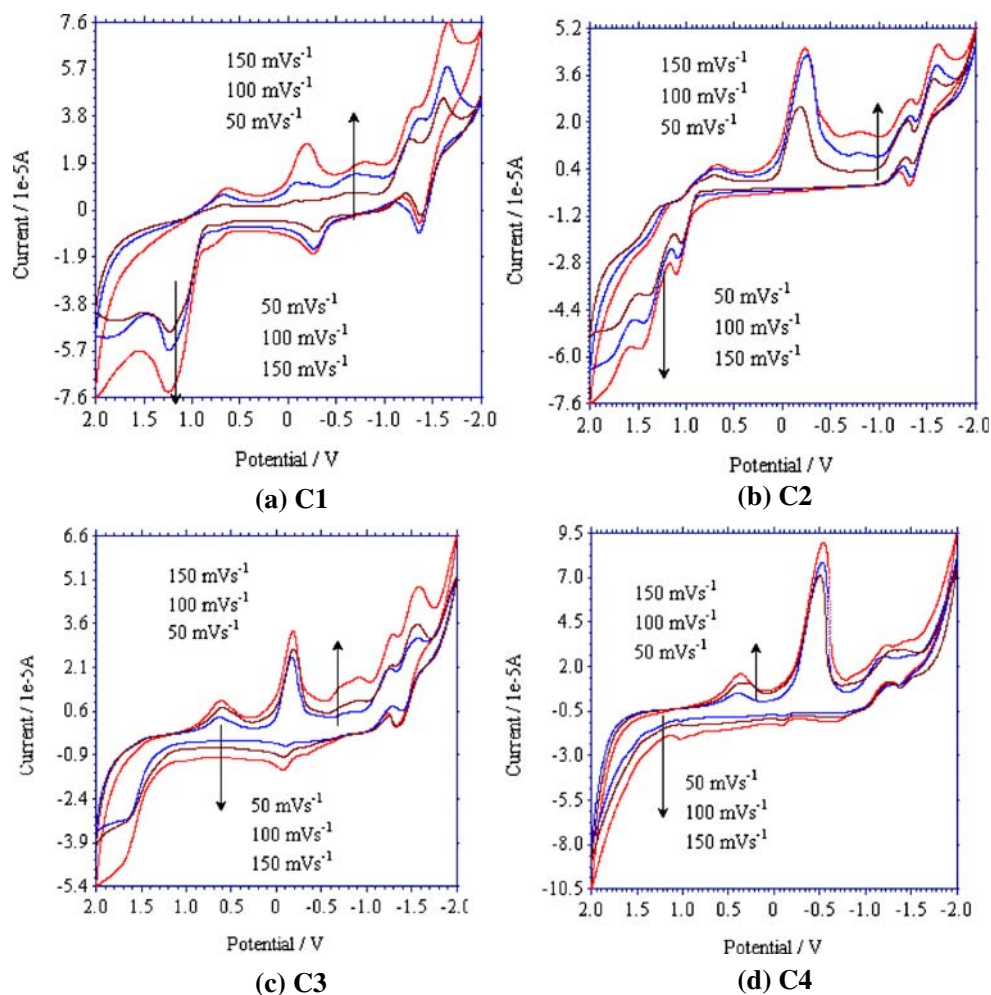 7.6
5.7
3.8
1.9
0
-1.9
-3.8
-5.7
-7.6
Current / 1e-5A
150 mVs-1
100 mVs-1
50 mVs-1
50 mVs-1
100 mVs-1
150 mVs-1
2.0 1.5 1.0 0.5 0 -0.5 -1.0 -1.5 -2.0
Potential / V
(a) C1
5.2
3.6
2.0
0.4
-1.2
-2.8
-4.4
-6.0
-7.6
Current / 1e-5A
150 mVs-1
100 mVs-1
50 mVs-1
50 mVs-1
100 mVs-1
150 mVs-1
2.0 1.5 1.0 0.5 0 -0.5 -1.0 -1.5 -2.0
Potential / V
(b) C2
6.6
5.1
3.6
2.1
0.6
-0.9
-2.4
-3.9
-5.4
Current / 1e-5A
150 mVs-1
100 mVs-1
50 mVs-1
50 mVs-1
100 mVs-1
150 mVs-1
2.0 1.5 1.0 0.5 0 -0.5 -1.0 -1.5 -2.0
Potential / V
(c) C3
9.5
7.0
4.5
2.0
-0.5
-3.0
-5.5
-8.0
-10.5
Current / 1e-5A
150 mVs-1
100 mVs-1
50 mVs-1
50 mVs-1
100 mVs-1
150 mVs-1
2.0 1.5 1.0 0.5 0 -0.5 -1.0 -1.5 -2.0
Potential / V
(d) C4